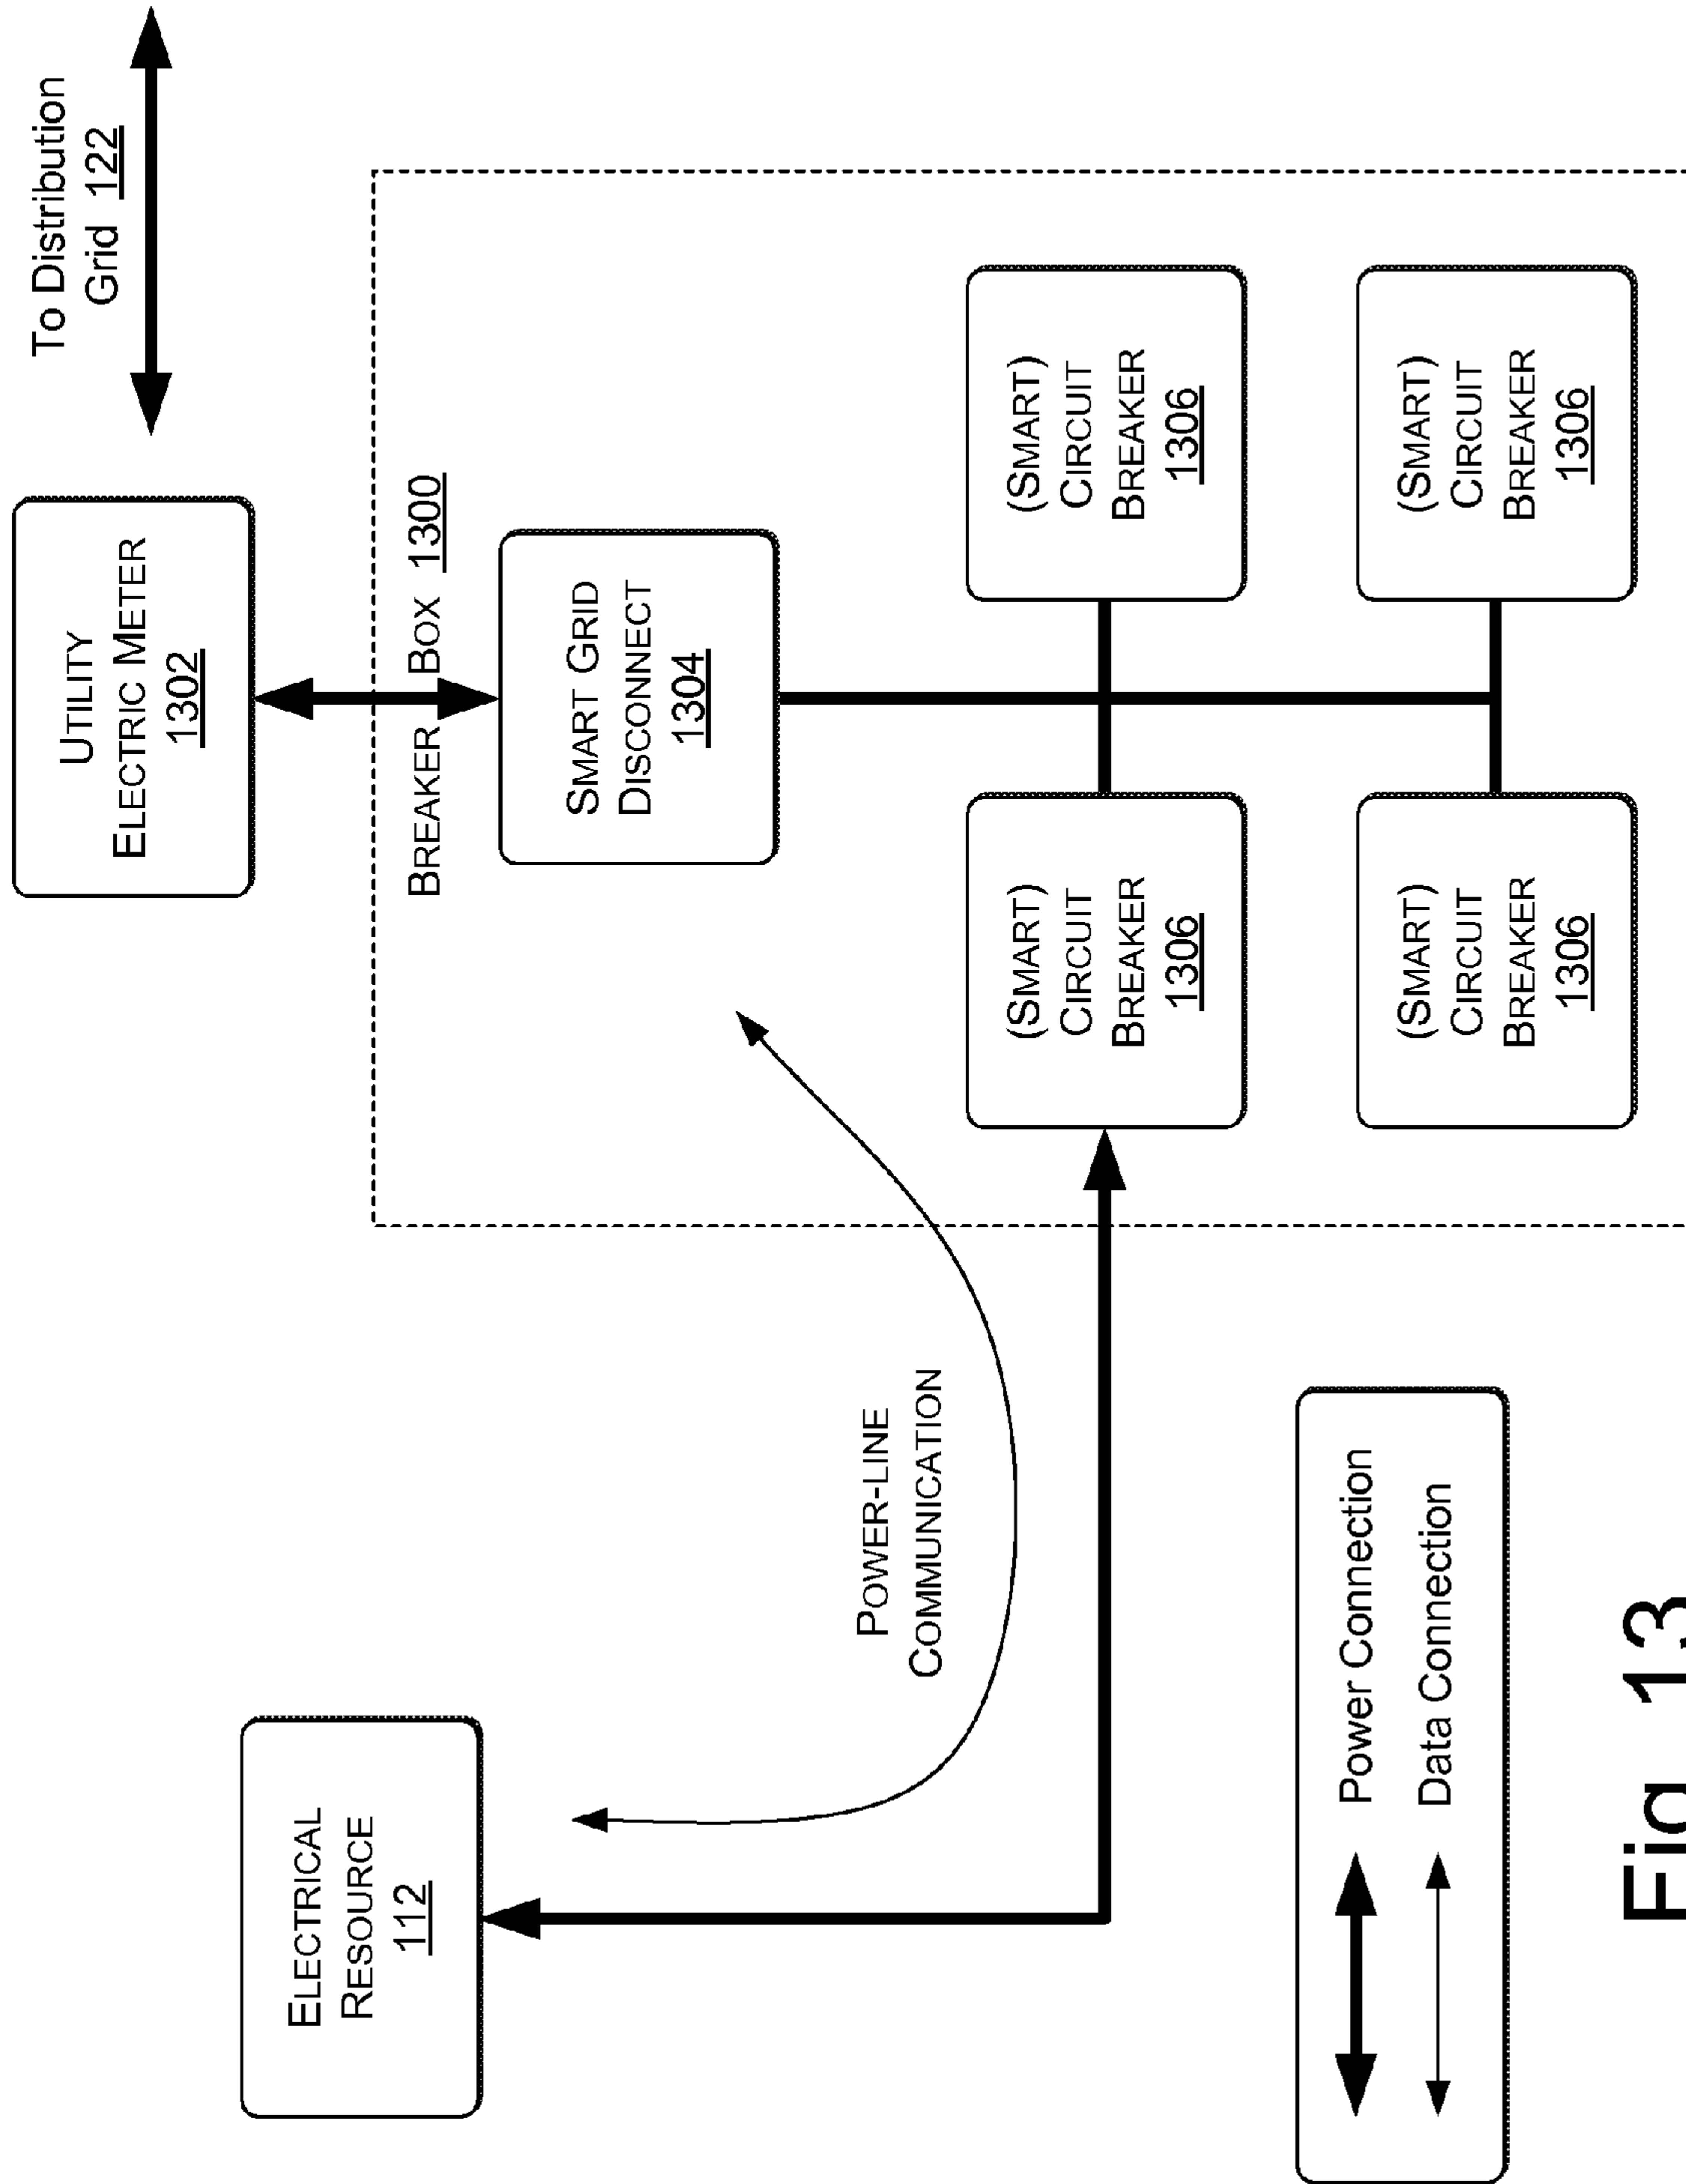 To Distribution
Grid 122
UTILITY
ELECTRIC METER
1302
BREAKER BOX 1300
SMART GRID
DISCONNECT
1304
(SMART)
CIRCUIT
BREAKER
1306
(SMART)
CIRCUIT
BREAKER
1306
(SMART)
CIRCUIT
BREAKER
1306
(SMART)
CIRCUIT
BREAKER
1306
ELECTRICAL
RESOURCE
112
POWER-LINE
COMMUNICATION
Power Connection
Data Connection
Fig. 13